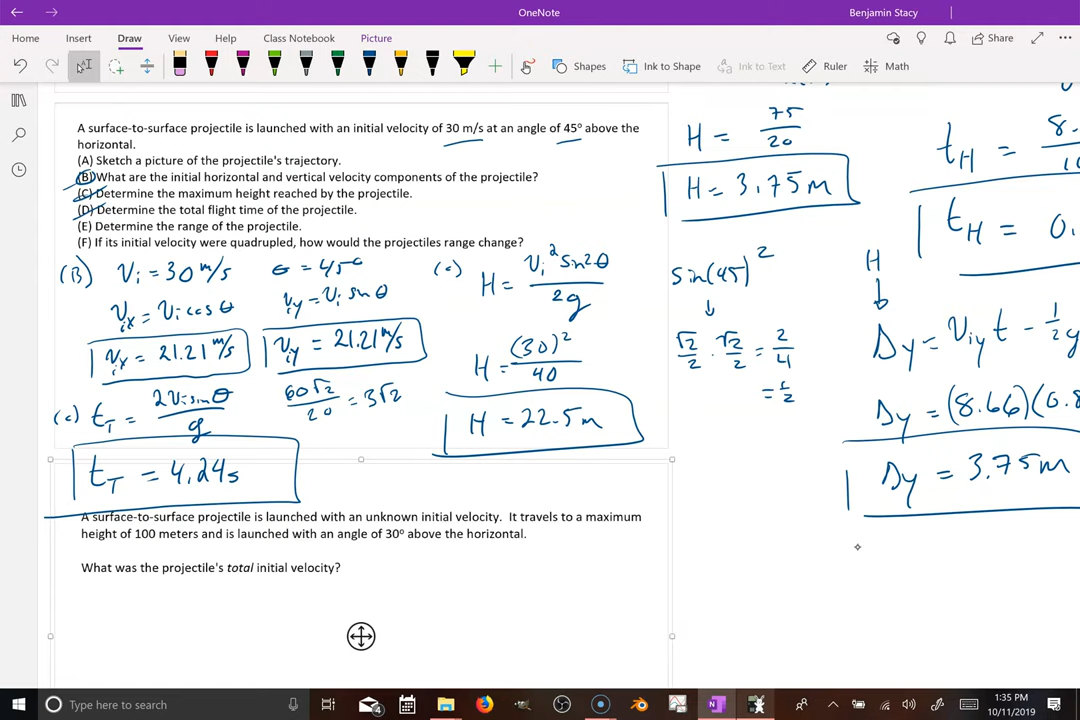 OneNote
Benjamin Stacy
Home Insert Draw View Help Class Notebook Picture
Share
Shapes Ink to Shape Ink to Text Ruler Math
A surface-to-surface projectile is launched with an initial velocity of 30 m/s at an angle of 45° above the
horizontal.
(A) Sketch a picture of the projectile's trajectory.
(B) What are the initial horizontal and vertical velocity components of the projectile?
(C) Determine the maximum height reached by the projectile.
(D) Determine the total flight time of the projectile.
(E) Determine the range of the projectile.
(F) If its initial velocity were quadrupled, how would the projectiles range change?
(B) Vi = 30 m/s θ = 45°
Vix = Vi cos θ
Viy = Vi sin θ
Vix = 21.21 m/s
Viy = 21.21 m/s
(c) tT = 2Vi sin θ / g
60√2 / 20 = 3√2
tT = 4.24s
(c) H = Vi² sin²θ / 2g
H = (30)² / 40
H = 22.5m
H = 75 / 20
H = 3.75m
sin(45)²
↓
√2/2 · √2/2 = 2/4
= 1/2
tH = 8.
tH = 0.
H
↓
Δy = Viy t - 1/2 g
Δy = (8.66)(0.8
Δy = 3.75m
A surface-to-surface projectile is launched with an unknown initial velocity.  It travels to a maximum
height of 100 meters and is launched with an angle of 30° above the horizontal.
What was the projectile's total initial velocity?
Type here to search
1:35 PM
10/11/2019